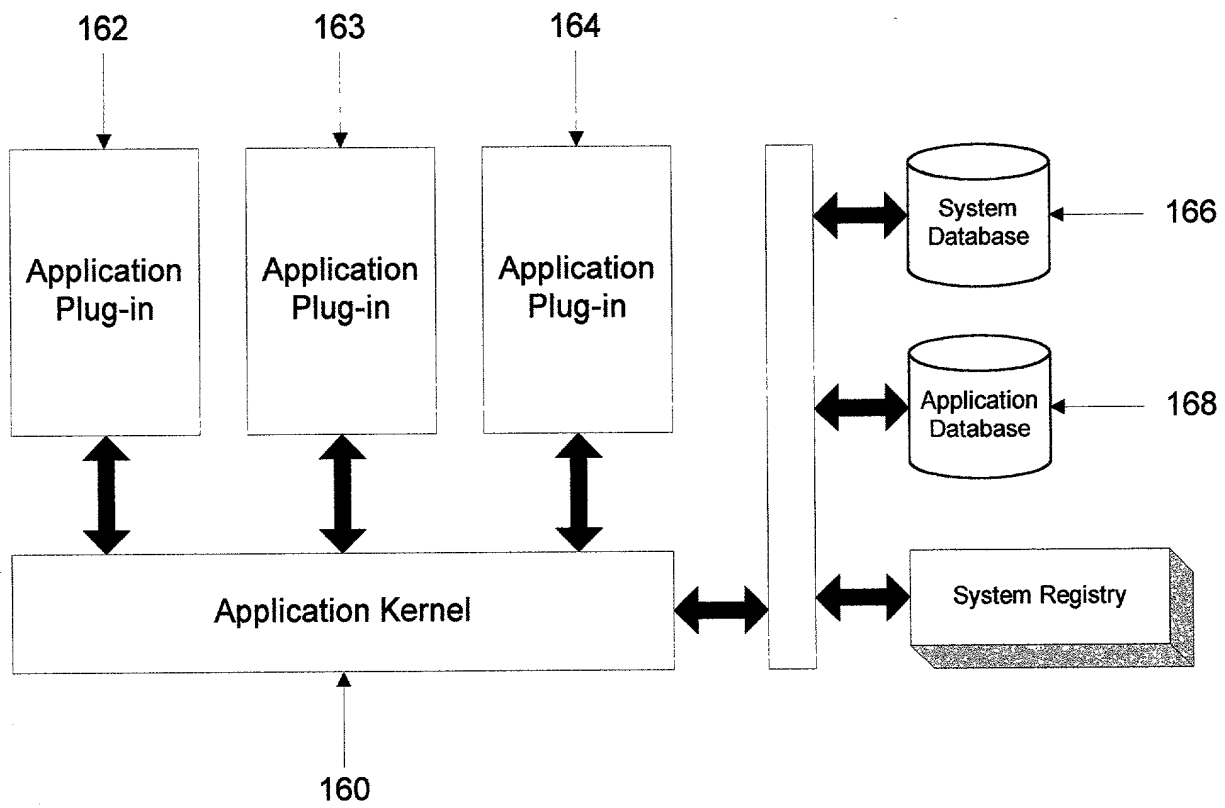 162
163
164
Application
Plug-in
Application
Plug-in
Application
Plug-in
System
Database
166
Application
Database
168
Application Kernel
System Registry
160